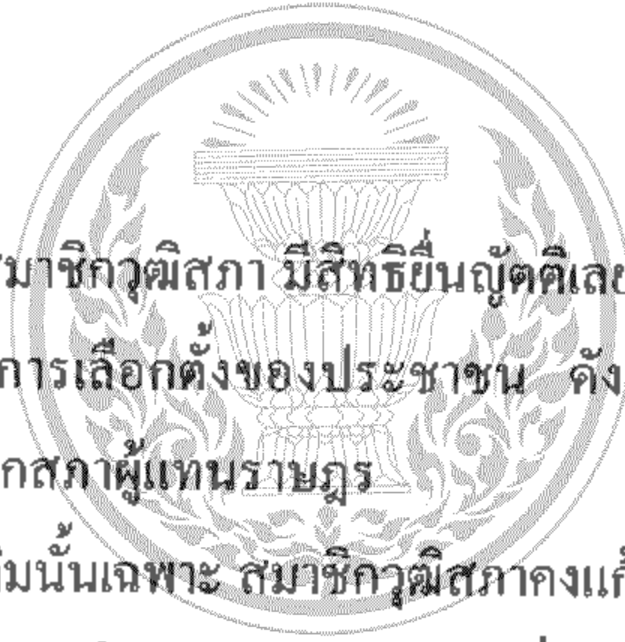 สมาชิกวุฒิสภา มีสิทธิยื่นญัตติเลย
การเลือกตั้งของประชาชน ดัง
กสภาผู้แทนราษฎร
นั้นเฉพาะ สมาชิกวุฒิสภาคงแก้